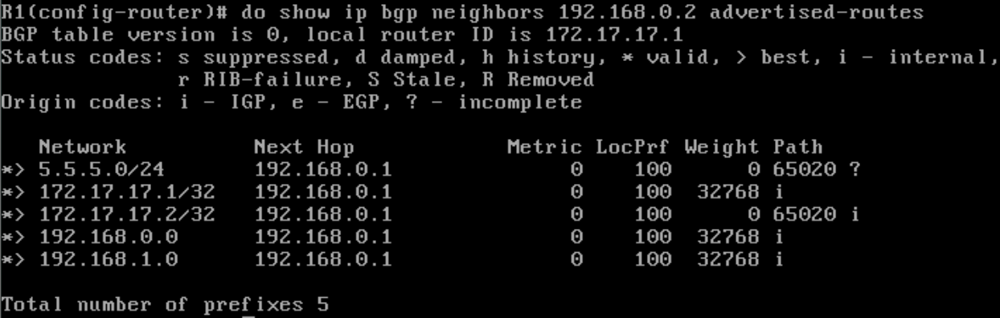 R1(config-router)# do show ip bgp neighbors 192.168.0.2 advertised-routes
BGP table version is 0, local router ID is 172.17.17.1
Status codes: s suppressed, d damped, h history, * valid, > best, i - internal,
              r RIB-failure, S Stale, R Removed
Origin codes: i - IGP, e - EGP, ? - incomplete

   Network          Next Hop            Metric LocPrf Weight Path
*> 5.5.5.0/24       192.168.0.1              0    100      0 65020 ?
*> 172.17.17.1/32   192.168.0.1              0    100  32768 i
*> 172.17.17.2/32   192.168.0.1              0    100      0 65020 i
*> 192.168.0.0      192.168.0.1              0    100  32768 i
*> 192.168.1.0      192.168.0.1              0    100  32768 i

Total number of prefixes 5